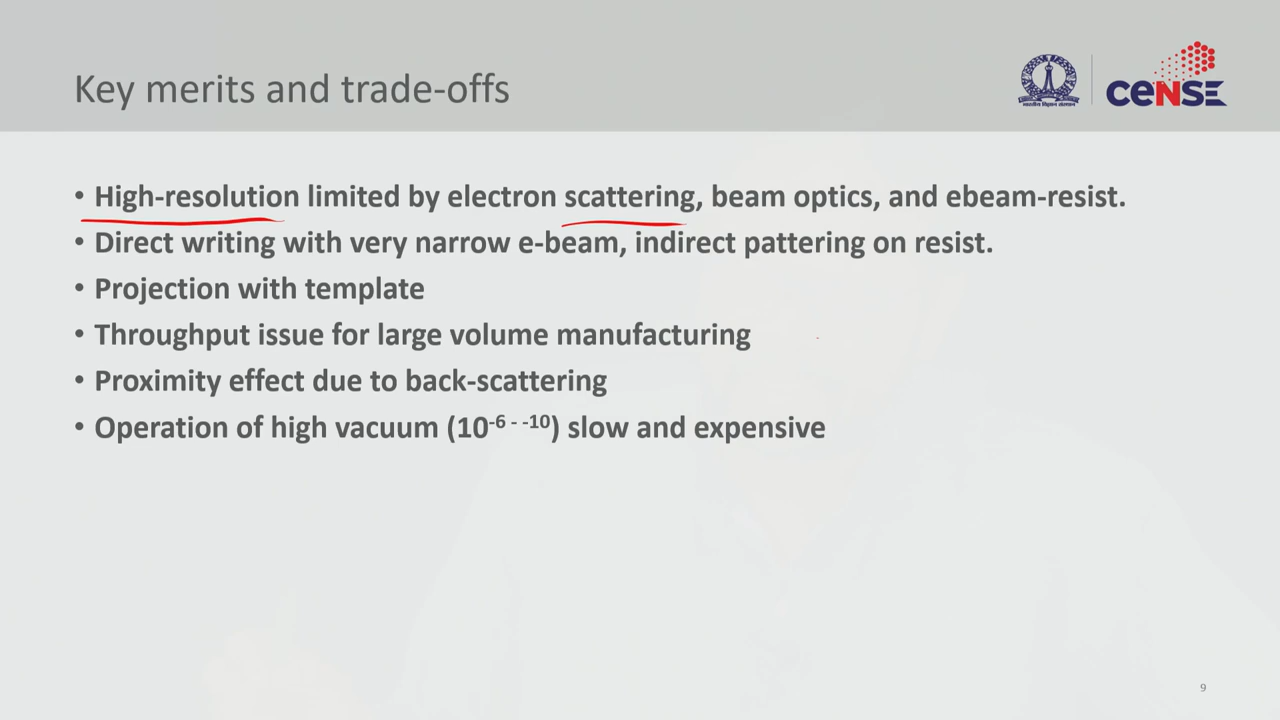 Key merits and trade-offs
भारतीय विज्ञान संस्थान
CeNSE
• High-resolution limited by electron scattering, beam optics, and ebeam-resist.
• Direct writing with very narrow e-beam, indirect pattering on resist.
• Projection with template
• Throughput issue for large volume manufacturing
• Proximity effect due to back-scattering
• Operation of high vacuum (10⁻⁶ ⁻ ⁻¹⁰) slow and expensive
9